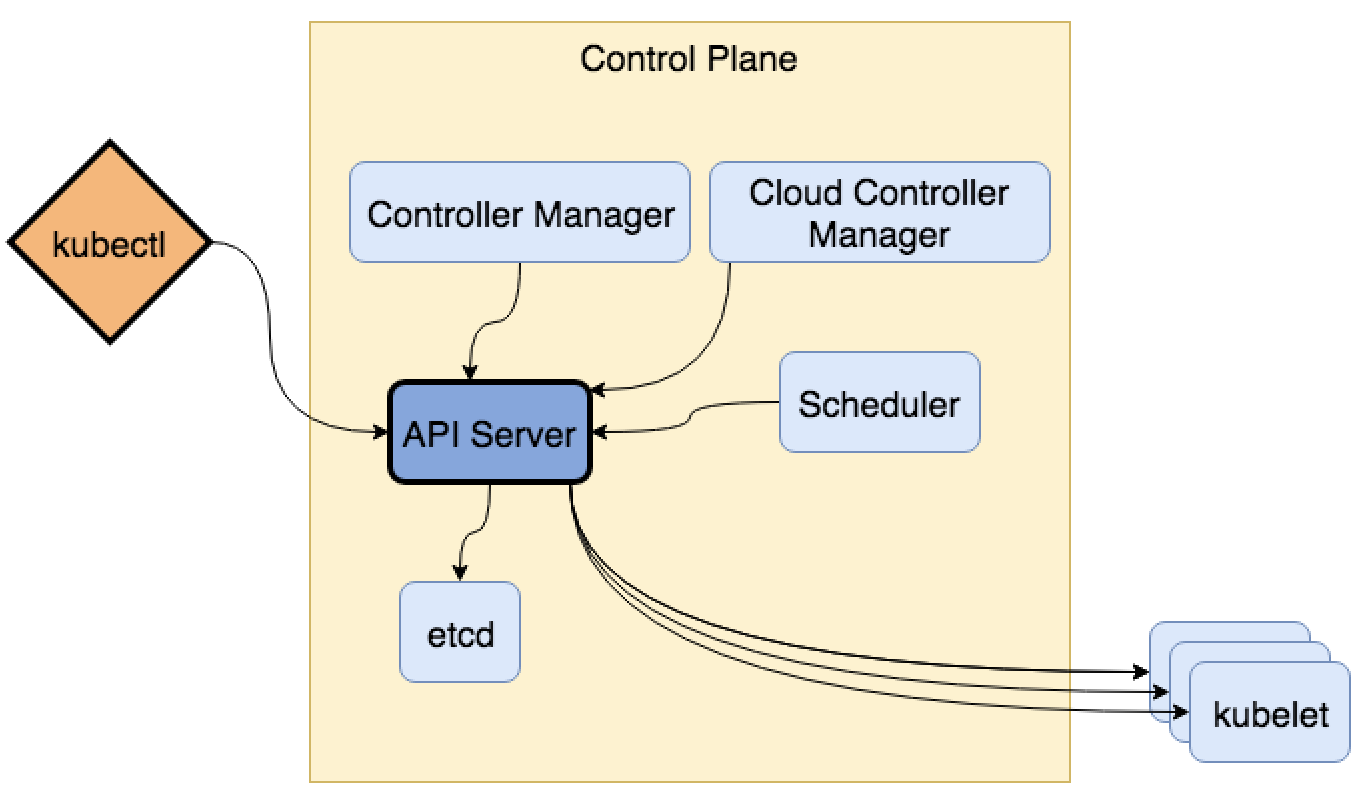 Control Plane
Controller Manager
Cloud Controller
Manager
kubectl
Scheduler
API Server
etcd
kubelet